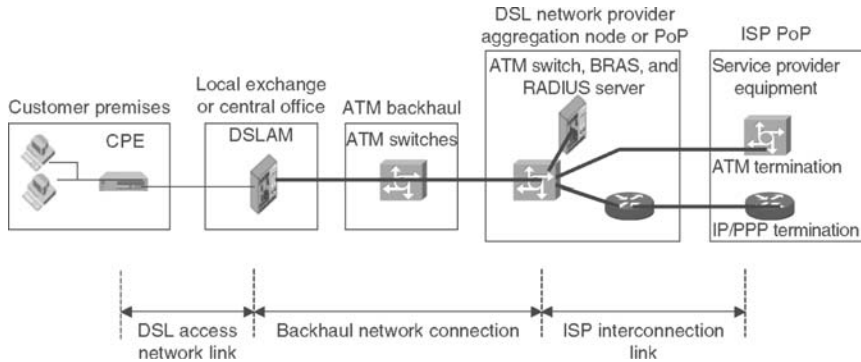 DSL network provider
aggregation node or PoP
ISP PoP
Local exchange
or central office
ATM switch, BRAS, and
RADIUS server
Service provider
equipment
Customer premises
ATM backhaul
CPE
DSLAM
ATM switches
ATM termination
IP/PPP termination
DSL access
network link
Backhaul network connection
ISP interconnection
link